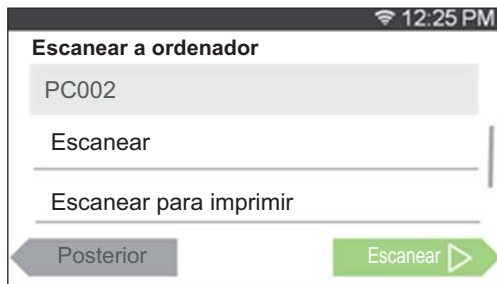 12:25 PM
Escanear a ordenador
PC002
Escanear
Escanear para imprimir
Posterior Escanear